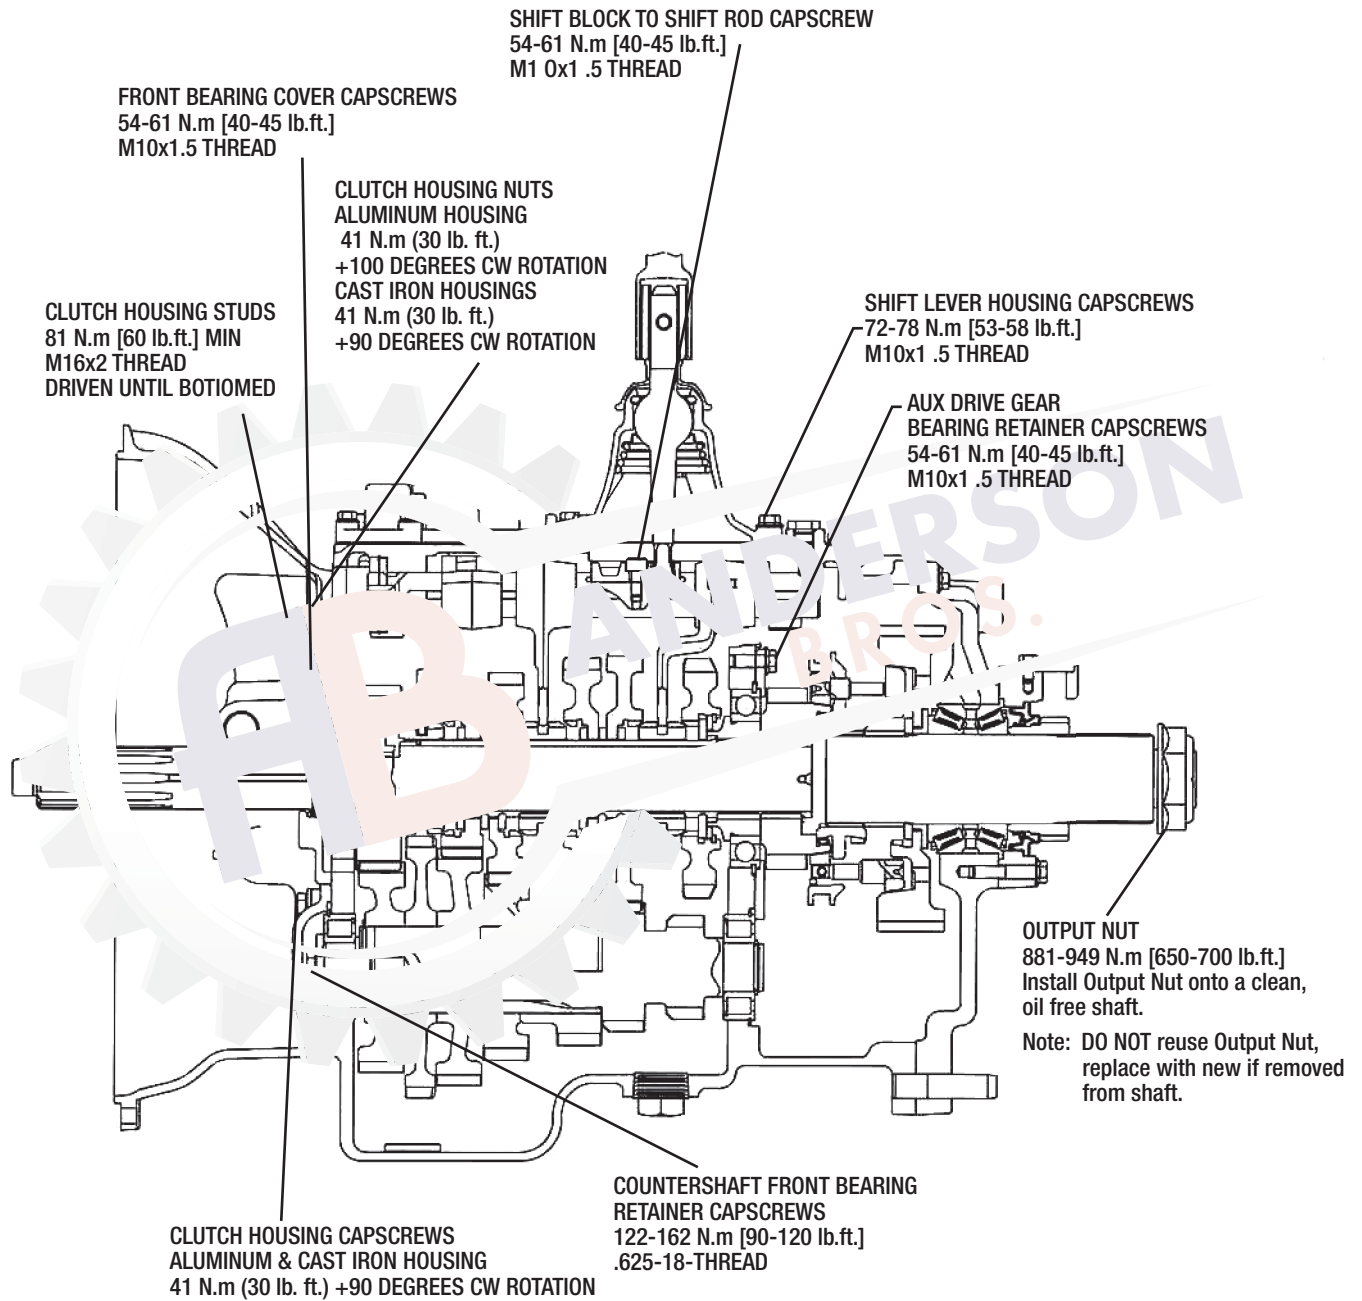 SHIFT BLOCK TO SHIFT ROD CAPSCREW
54-61 N.m [40-45 lb.ft.]
M1 Ox1 .5 THREAD
FRONT BEARING COVER CAPSCREWS
54-61 N.m [40-45 lb.ft.]
M10x1.5 THREAD
CLUTCH HOUSING NUTS
ALUMINUM HOUSING
41 N.m (30 lb. ft.)
+100 DEGREES CW ROTATION
CAST IRON HOUSINGS
41 N.m (30 lb. ft.)
+90 DEGREES CW ROTATION
CLUTCH HOUSING STUDS
81 N.m [60 lb.ft.] MIN
M16x2 THREAD
DRIVEN UNTIL BOTIOMED
SHIFT LEVER HOUSING CAPSCREWS
72-78 N.m [53-58 lb.ft.]
M10x1 .5 THREAD
AUX DRIVE GEAR
BEARING RETAINER CAPSCREWS
54-61 N.m [40-45 lb.ft.]
M10x1 .5 THREAD
AB
ANDERSON
BROS.
OUTPUT NUT
881-949 N.m [650-700 lb.ft.]
Install Output Nut onto a clean,
oil free shaft.
Note: DO NOT reuse Output Nut,
replace with new if removed
from shaft.
COUNTERSHAFT FRONT BEARING
RETAINER CAPSCREWS
122-162 N.m [90-120 lb.ft.]
.625-18-THREAD
CLUTCH HOUSING CAPSCREWS
ALUMINUM & CAST IRON HOUSING
41 N.m (30 lb. ft.) +90 DEGREES CW ROTATION